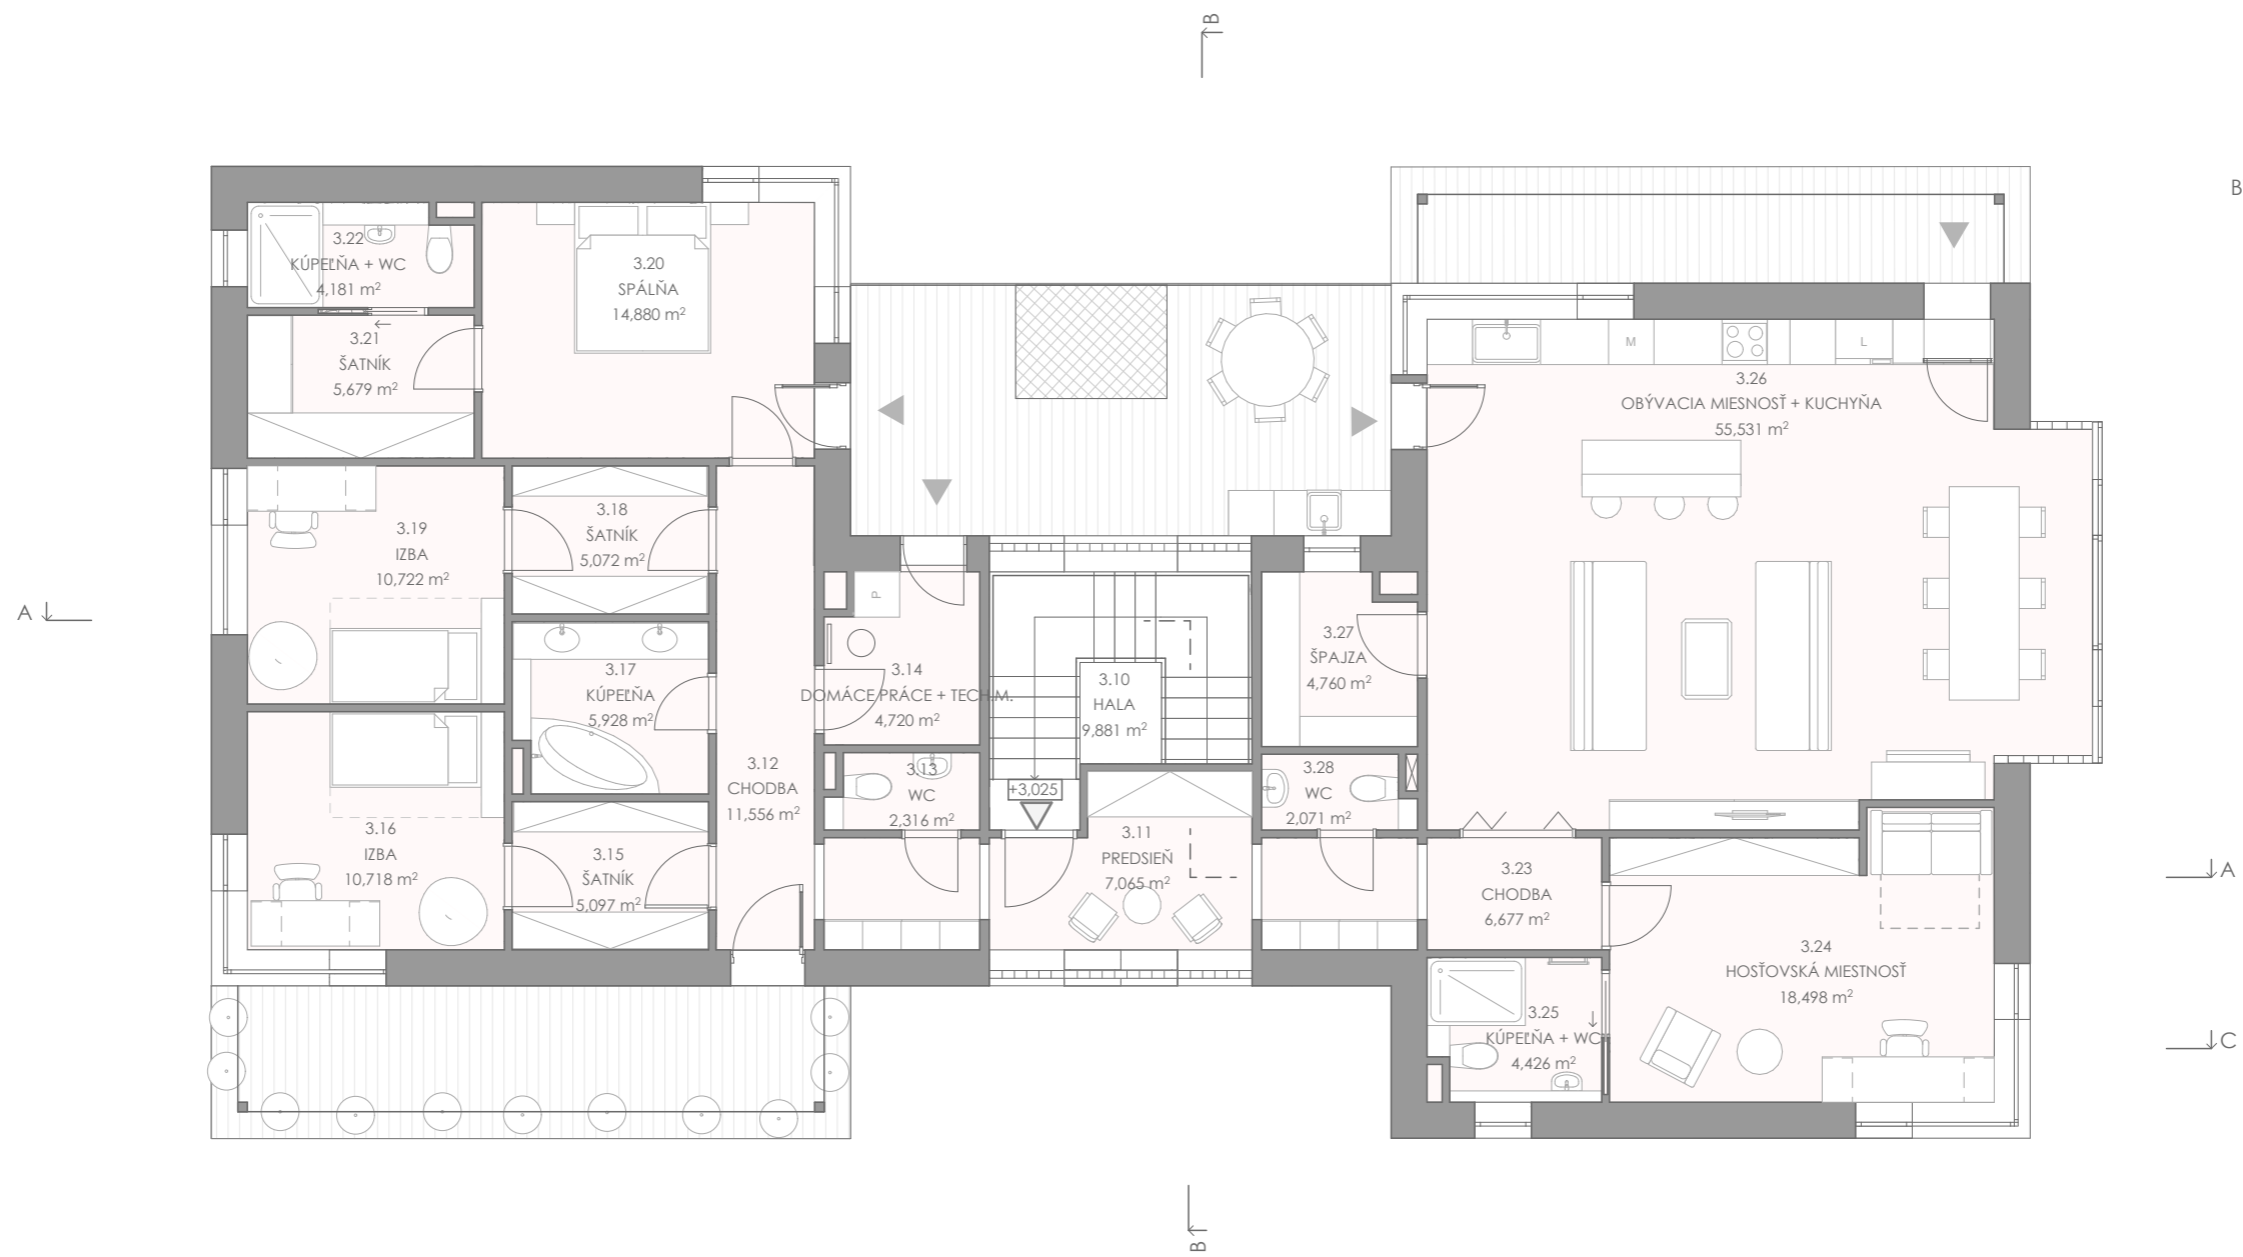 B
B
3.22
KÚPEĽŇA + WC
4,181 m²
3.21
ŠATNÍK
5,679 m²
3.20
SPÁLŇA
14,880 m²
M
L
3.26
OBÝVACIA MIESNOSŤ + KUCHYŇA
55,531 m²
3.19
IZBA
10,722 m²
3.18
ŠATNÍK
5,072 m²
A
3.17
KÚPEĽŇA
5,928 m²
P
3.14
DOMÁCE PRÁCE + TECH.M.
4,720 m²
3.10
HALA
9,881 m²
3.27
ŠPAJZA
4,760 m²
3.12
CHODBA
11,556 m²
3.13
WC
2,316 m²
+3,025
3.28
WC
2,071 m²
3.16
IZBA
10,718 m²
3.15
ŠATNÍK
5,097 m²
3.11
PREDSIEŇ
7,065 m²
3.23
CHODBA
6,677 m²
A
3.24
HOSŤOVSKÁ MIESTNOSŤ
18,498 m²
3.25
KÚPEĽŇA + WC
4,426 m²
C
B